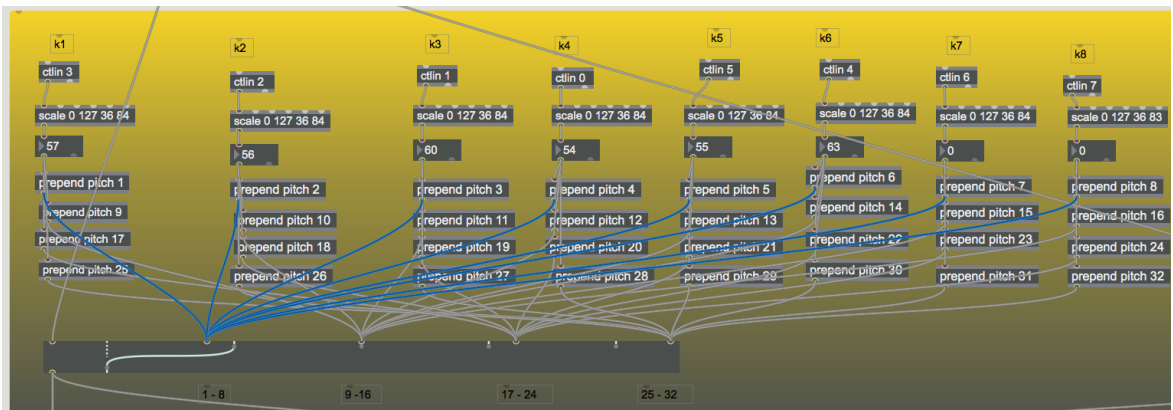 k1
k2
k3
k4
k5
k6
k7
k8
ctlin 3
ctlin 2
ctlin 1
ctlin 0
ctlin 5
ctlin 4
ctlin 6
ctlin 7
scale 0 127 36 84
scale 0 127 36 84
scale 0 127 36 84
scale 0 127 36 84
scale 0 127 36 84
scale 0 127 36 84
scale 0 127 36 84
scale 0 127 36 83
57
56
60
54
55
63
0
0
prepend pitch 1
prepend pitch 2
prepend pitch 3
prepend pitch 4
prepend pitch 5
prepend pitch 6
prepend pitch 7
prepend pitch 8
prepend pitch 9
prepend pitch 10
prepend pitch 11
prepend pitch 12
prepend pitch 13
prepend pitch 14
prepend pitch 15
prepend pitch 16
prepend pitch 17
prepend pitch 18
prepend pitch 19
prepend pitch 20
prepend pitch 21
prepend pitch 22
prepend pitch 23
prepend pitch 24
prepend pitch 25
prepend pitch 26
prepend pitch 27
prepend pitch 28
prepend pitch 29
prepend pitch 30
prepend pitch 31
prepend pitch 32
1 - 8
9 -16
17 - 24
25 - 32